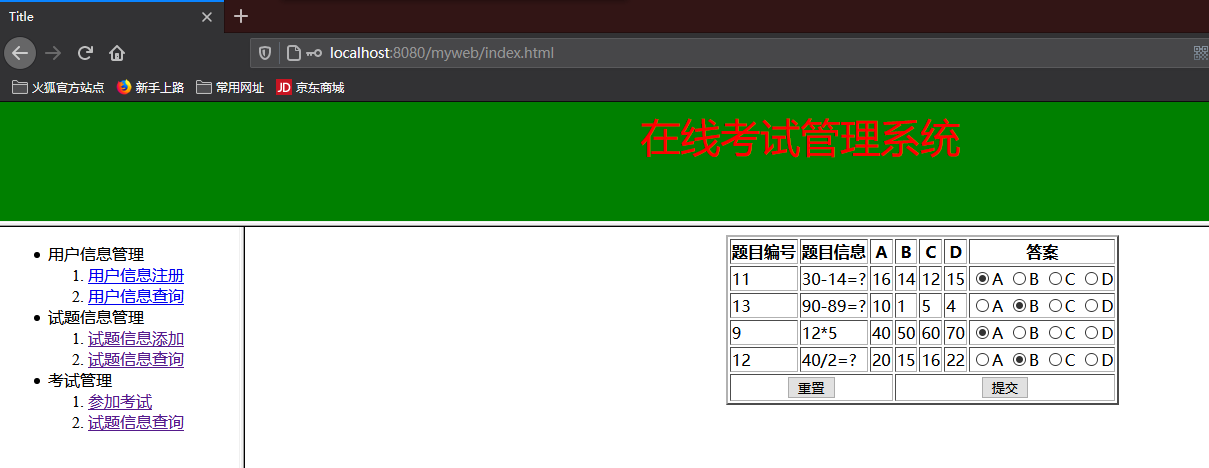 Title
localhost:8080/myweb/index.html
火狐官方站点 新手上路 常用网址 JD 京东商城
在线考试管理系统
用户信息管理
1. 用户信息注册
2. 用户信息查询
试题信息管理
1. 试题信息添加
2. 试题信息查询
考试管理
1. 参加考试
2. 试题信息查询
题目编号 题目信息 A B C D 答案
11 30-14=? 16 14 12 15 A B C D
13 90-89=? 10 1 5 4 A B C D
9 12*5 40 50 60 70 A B C D
12 40/2=? 20 15 16 22 A B C D
重置 提交